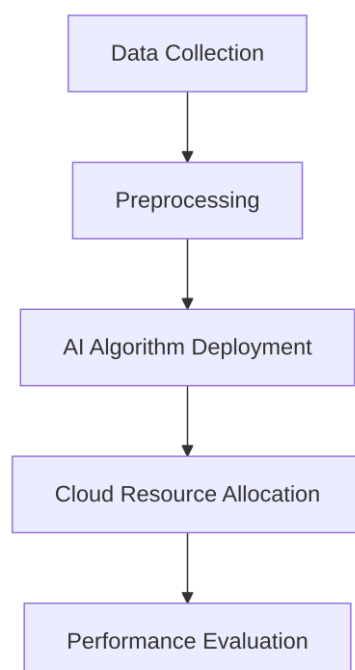 Data Collection
Preprocessing
AI Algorithm Deployment
Cloud Resource Allocation
Performance Evaluation